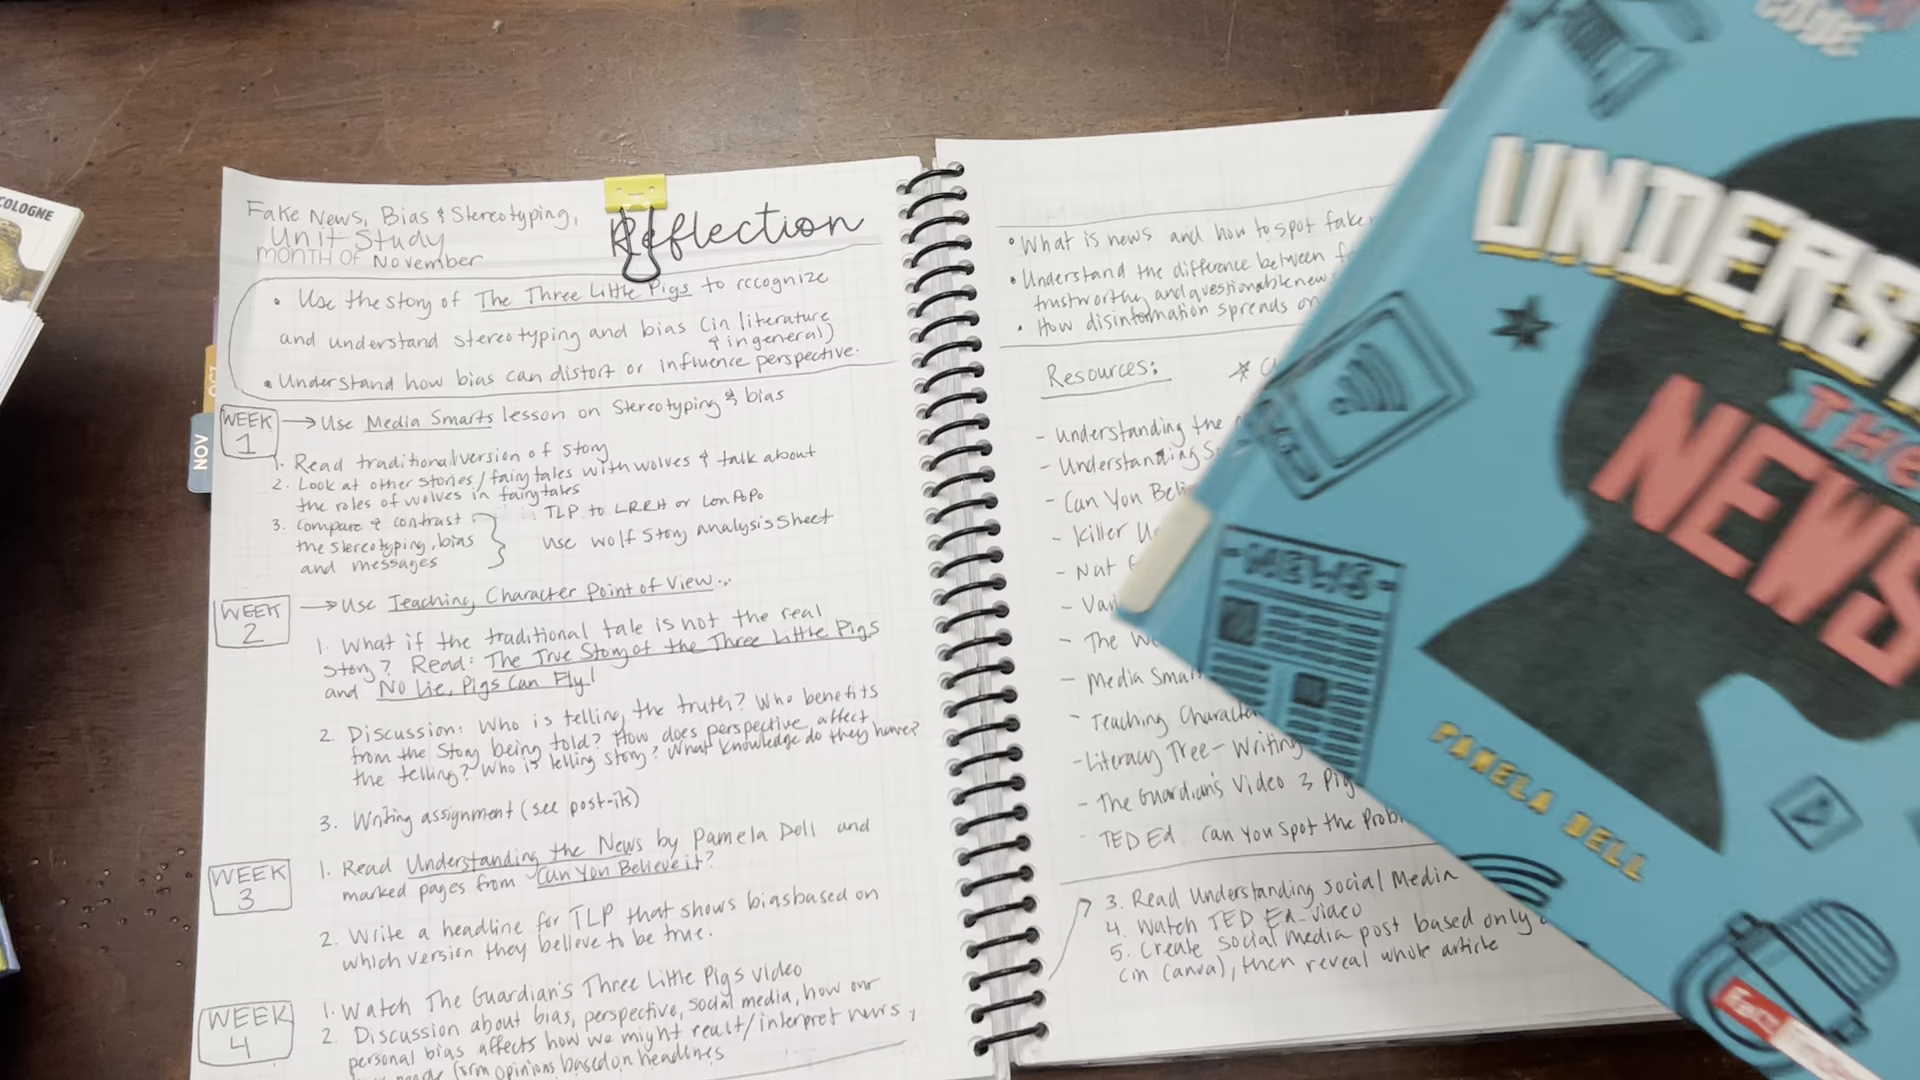 COLOGNE
Fake News, Bias & Stereotyping,
Unit Study
MONTH OF November
Reflection
• Use the story of The Three Little Pigs to recognize
and understand stereotyping and bias (in literature
& in general)
• Understand how bias can distort or influence perspective.
OCT
NOV
WEEK
1
→ Use Media Smarts lesson on Stereotyping & bias
1. Read traditional version of story
2. Look at other stories/fairytales with wolves & talk about
the roles of wolves in fairytales
3. Compare & contrast
the stereotyping, bias
and messages
TLP to LRRH or Lon PoPo
use wolf Story analysis Sheet
WEEK
2
→ Use Teaching Character Point of View...
1. What if the traditional tale is not the real
story? Read: The True Story of the Three Little Pigs
and No Lie, Pigs Can Fly!
2. Discussion: Who is telling the truth? Who benefits
from the story being told? How does perspective affect
the telling? Who is telling story? What knowledge do they have?
3. Writing assignment (see post-its)
WEEK
3
1. Read Understanding the News by Pamela Dell and
marked pages from Can You Believe it?
2. Write a headline for TLP that shows bias based on
which version they believe to be true.
WEEK
4
1. Watch The Guardian's Three Little Pigs video
2. Discussion about bias, perspective, social media, how our
personal bias affects how we might react/interpret news,
form opinions based on headlines
• What is news and how to spot fake
• Understand the difference between
trustworthy and questionable news
• How disinformation spreads
Resources:
- Understanding the
- Understanding
- Can You
- Killer
- Nat
-
- The
- Media
- Teaching
- Literacy Tree - Writing
- The Guardian's Video 3
- TED Ed Can you Spot the
3. Read Understanding Social Media
4. Watch TED Ed video
5. Create social media post based only
(in Canva), then reveal whole article
THE
NEWS
NEWS
PAMELA DELL